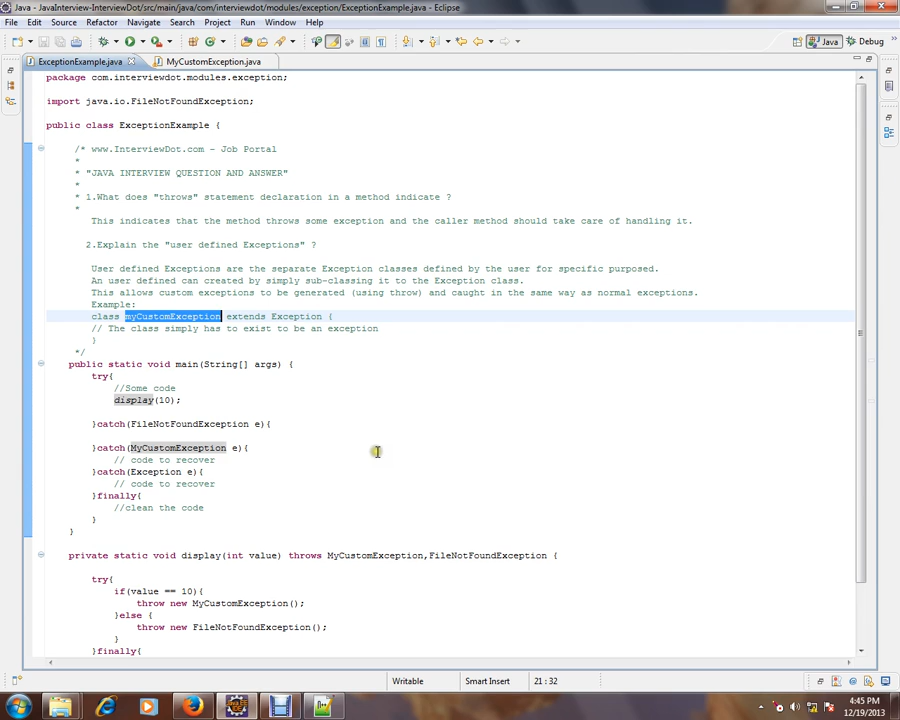 Java - JavaInterview-InterviewDot/src/main/java/com/interviewdot/modules/exception/ExceptionExample.java - Eclipse
File Edit Source Refactor Navigate Search Project Run Window Help
Java Debug
ExceptionExample.java MyCustomException.java
package com.interviewdot.modules.exception;
import java.io.FileNotFoundException;
public class ExceptionExample {
/* www.InterviewDot.com - Job Portal
*
* "JAVA INTERVIEW QUESTION AND ANSWER"
*
* 1.What does "throws" statement declaration in a method indicate ?
*
This indicates that the method throws some exception and the caller method should take care of handling it.
2.Explain the "user defined Exceptions" ?
User defined Exceptions are the separate Exception classes defined by the user for specific purposed.
An user defined can created by simply sub-classing it to the Exception class.
This allows custom exceptions to be generated (using throw) and caught in the same way as normal exceptions.
Example:
class myCustomException extends Exception {
// The class simply has to exist to be an exception
}
*/
public static void main(String[] args) {
try{
//Some code
display(10);
}catch(FileNotFoundException e){
}catch(MyCustomException e){
// code to recover
}catch(Exception e){
// code to recover
}finally{
//clean the code
}
}
private static void display(int value) throws MyCustomException,FileNotFoundException {
try{
if(value == 10){
throw new MyCustomException();
}else {
throw new FileNotFoundException();
}
}finally{
Writable Smart Insert 21 : 32
4:45 PM
12/19/2013